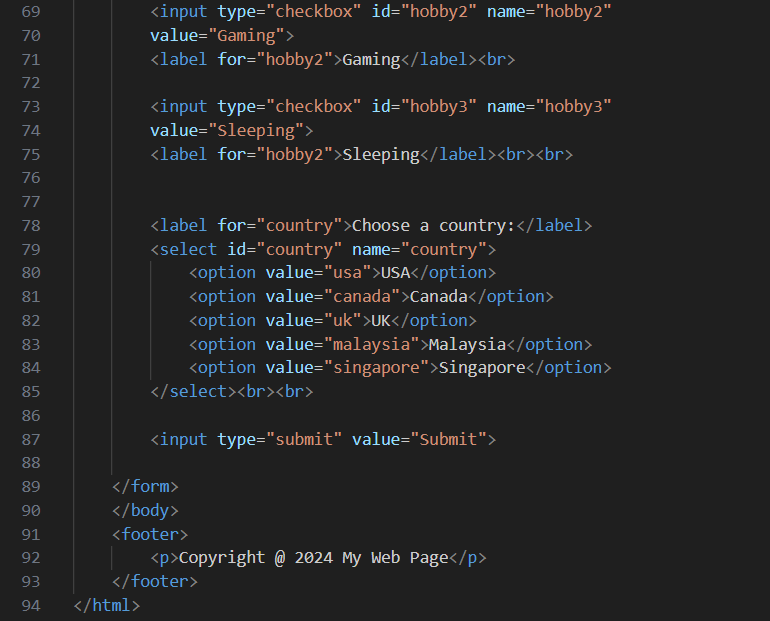 69 <input type="checkbox" id="hobby2" name="hobby2"
70 value="Gaming">
71 <label for="hobby2">Gaming</label><br>
72
73 <input type="checkbox" id="hobby3" name="hobby3"
74 value="Sleeping">
75 <label for="hobby2">Sleeping</label><br><br>
76
77
78 <label for="country">Choose a country:</label>
79 <select id="country" name="country">
80 <option value="usa">USA</option>
81 <option value="canada">Canada</option>
82 <option value="uk">UK</option>
83 <option value="malaysia">Malaysia</option>
84 <option value="singapore">Singapore</option>
85 </select><br><br>
86
87 <input type="submit" value="Submit">
88
89 </form>
90 </body>
91 <footer>
92 <p>Copyright @ 2024 My Web Page</p>
93 </footer>
94 </html>